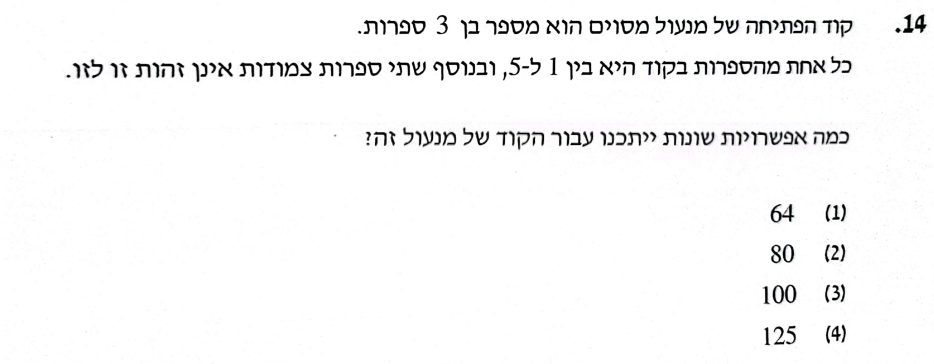 14. קוד הפתיחה של מנעול מסוים הוא מספר בן 3 ספרות.
כל אחת מהספרות בקוד היא בין 1 ל-5, ובנוסף שתי ספרות צמודות אינן זהות זו לזו.
כמה אפשרויות שונות ייתכנו עבור הקוד של מנעול זה?
(1) 64
(2) 80
(3) 100
(4) 125